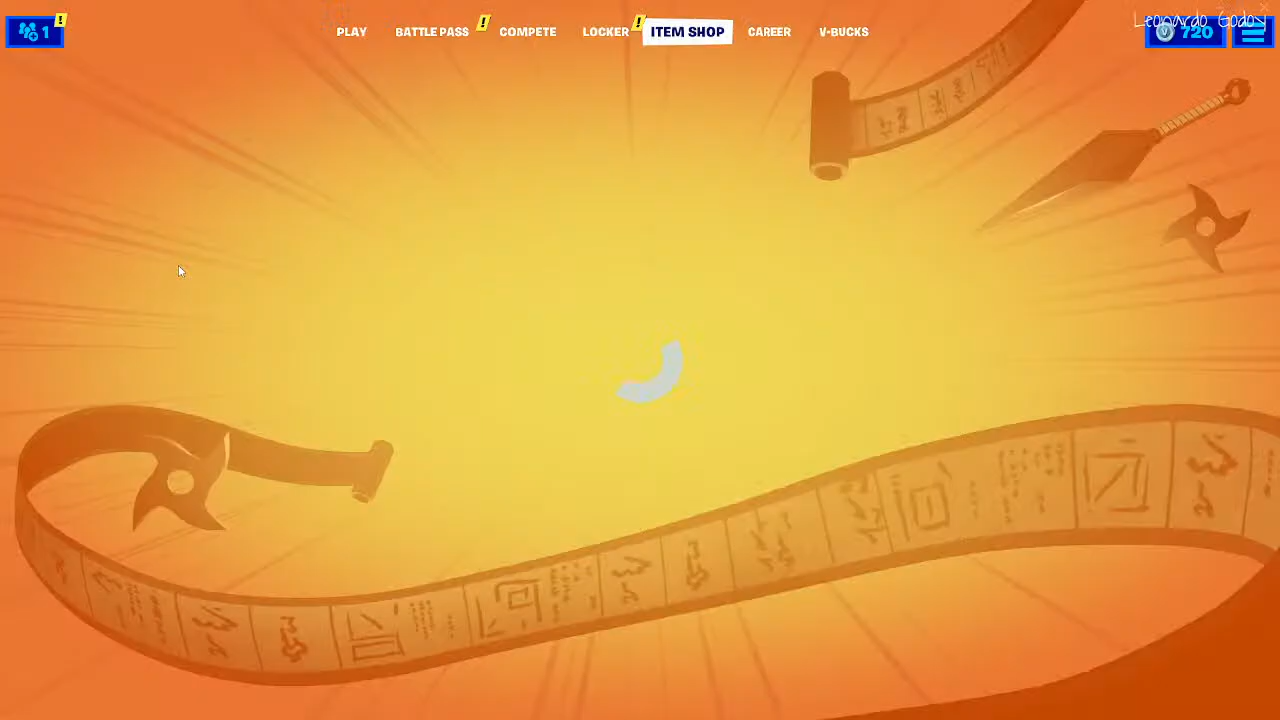 Leonardo Godoy
1
PLAY
BATTLE PASS
COMPETE
LOCKER
ITEM SHOP
CAREER
V-BUCKS
720